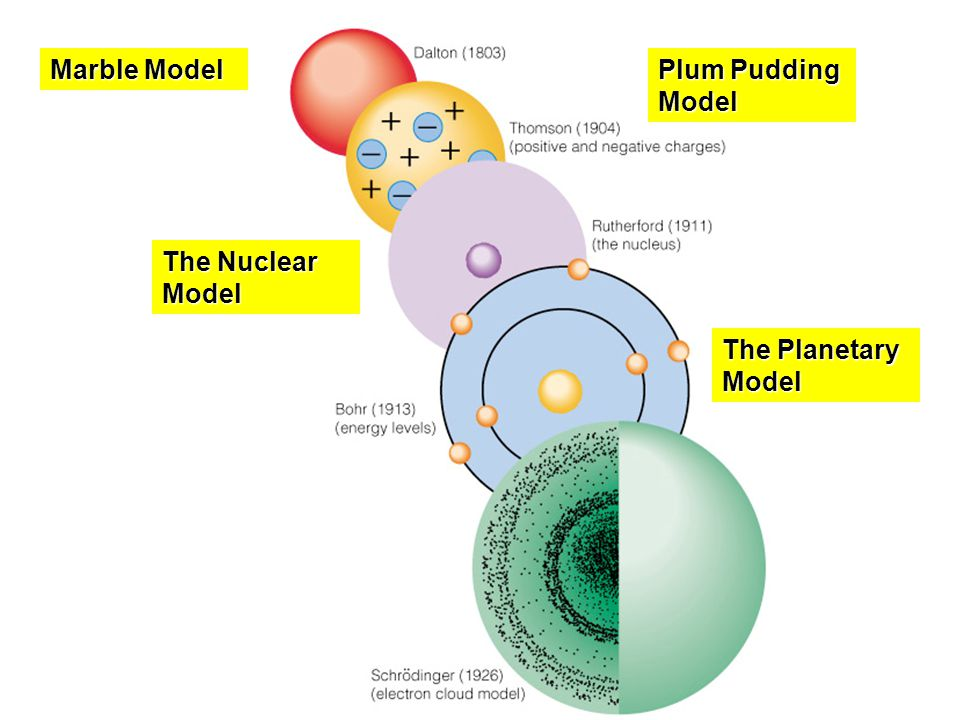 Marble Model
Dalton (1803)
Plum Pudding
Model
+
+
−
−
+
+
+
−
Thomson (1904)
(positive and negative charges)
Rutherford (1911)
(the nucleus)
The Nuclear
Model
The Planetary
Model
Bohr (1913)
(energy levels)
Schrödinger (1926)
(electron cloud model)